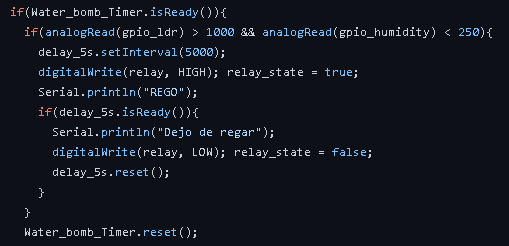 if(Water_bomb_Timer.isReady()){
if(analogRead(gpio_ldr) > 1000 && analogRead(gpio_humidity) < 250){
delay_5s.setInterval(5000);
digitalWrite(relay, HIGH); relay_state = true;
Serial.println("REGO");
if(delay_5s.isReady()){
Serial.println("Dejo de regar");
digitalWrite(relay, LOW); relay_state = false;
delay_5s.reset();
}
}
Water_bomb_Timer.reset();